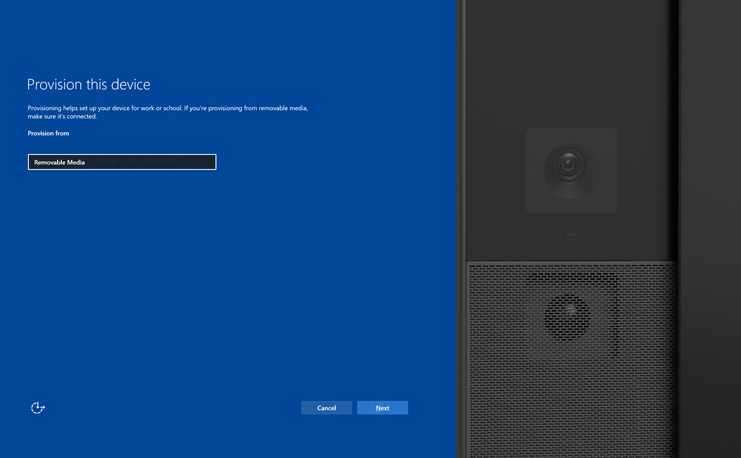 Provision this device
Provisioning helps set up your device for work or school. If you're provisioning from removable media,
make sure it's connected.
Provision from
Removable Media
Cancel
Next